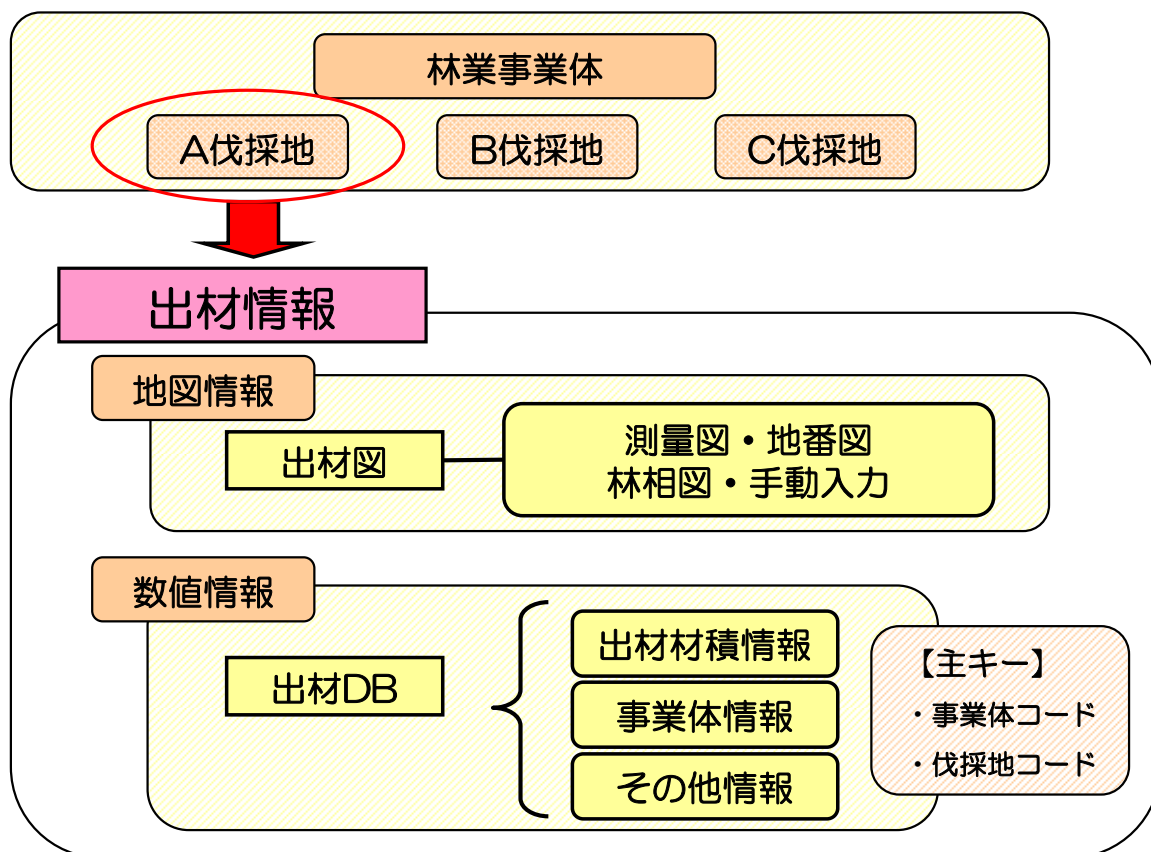 林業事業体
A伐採地
B伐採地
C伐採地
出材情報
地図情報
出材図
測量図・地番図
林相図・手動入力
数値情報
出材DB
出材材積情報
事業体情報
その他情報
【主キー】
・事業体コード
・伐採地コード